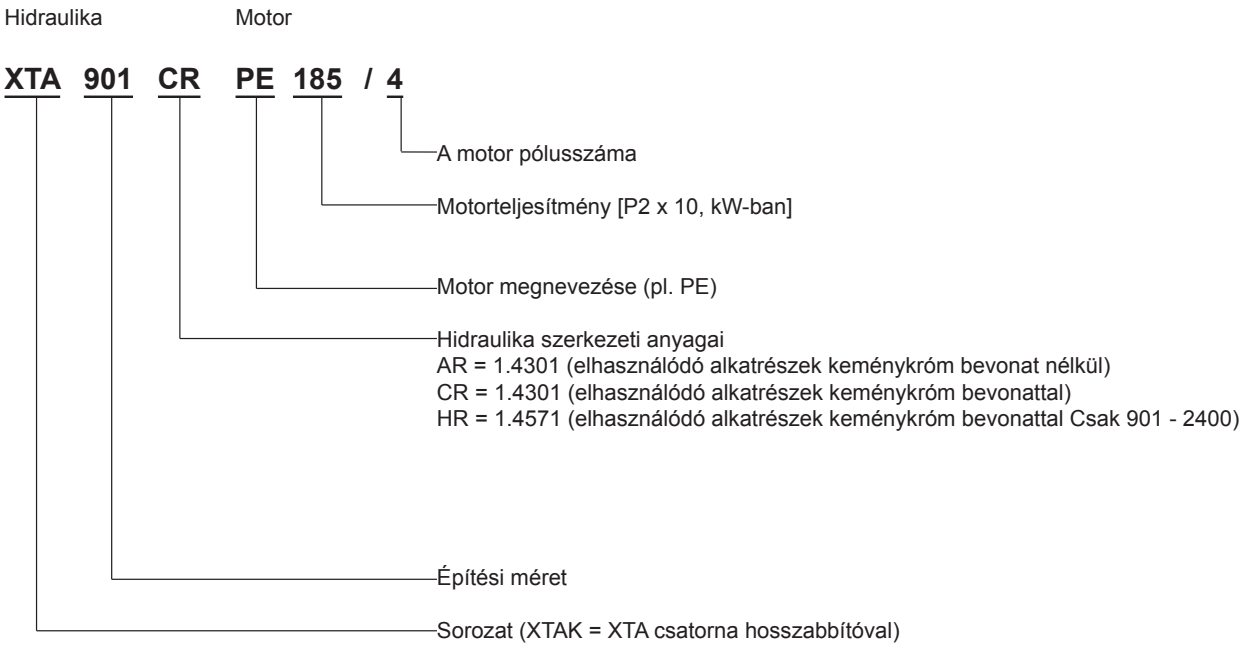 Hidraulika Motor
XTA 901 CR PE 185 / 4
A motor pólusszáma
Motorteljesítmény [P2 x 10, kW-ban]
Motor megnevezése (pl. PE)
Hidraulika szerkezeti anyagai
AR = 1.4301 (elhasználódó alkatrészek keménykróm bevonat nélkül)
CR = 1.4301 (elhasználódó alkatrészek keménykróm bevonattal)
HR = 1.4571 (elhasználódó alkatrészek keménykróm bevonattal Csak 901 - 2400)
Építési méret
Sorozat (XTAK = XTA csatorna hosszabbítóval)